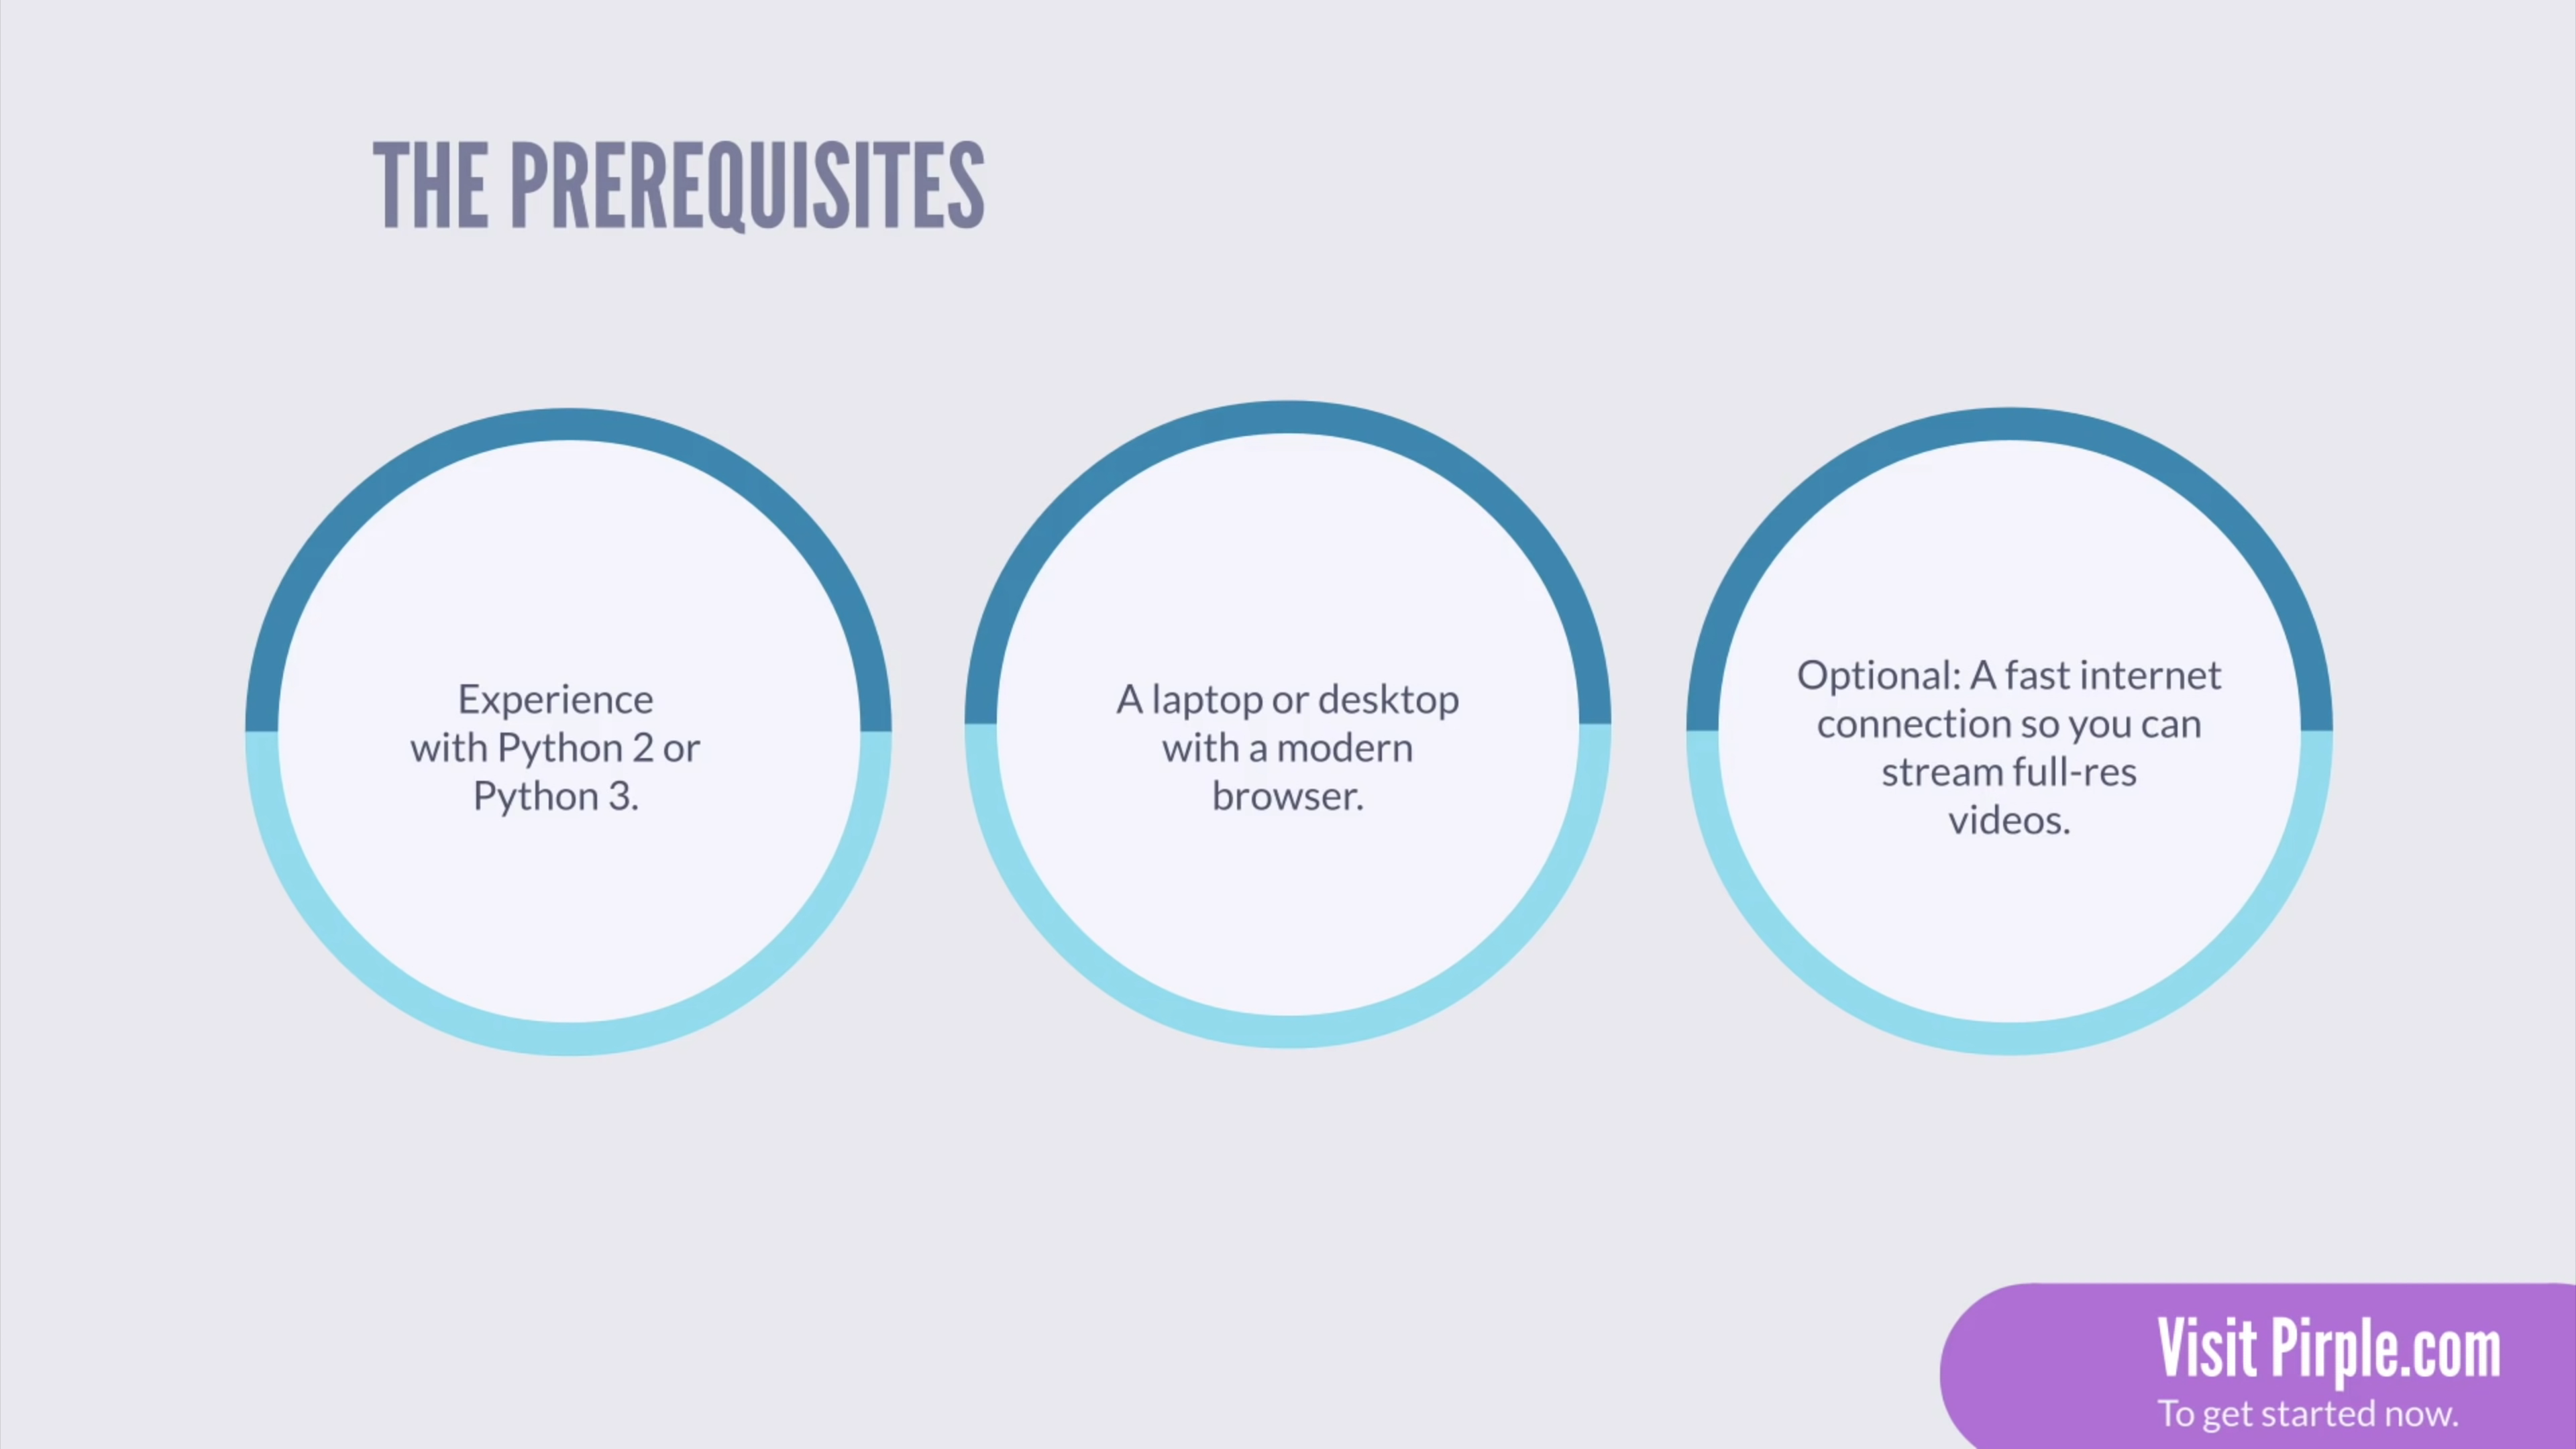 THE PREREQUISITES
Experience
with Python 2 or
Python 3.
A laptop or desktop
with a modern
browser.
Optional: A fast internet
connection so you can
stream full-res
videos.
Visit Pirple.com
To get started now.